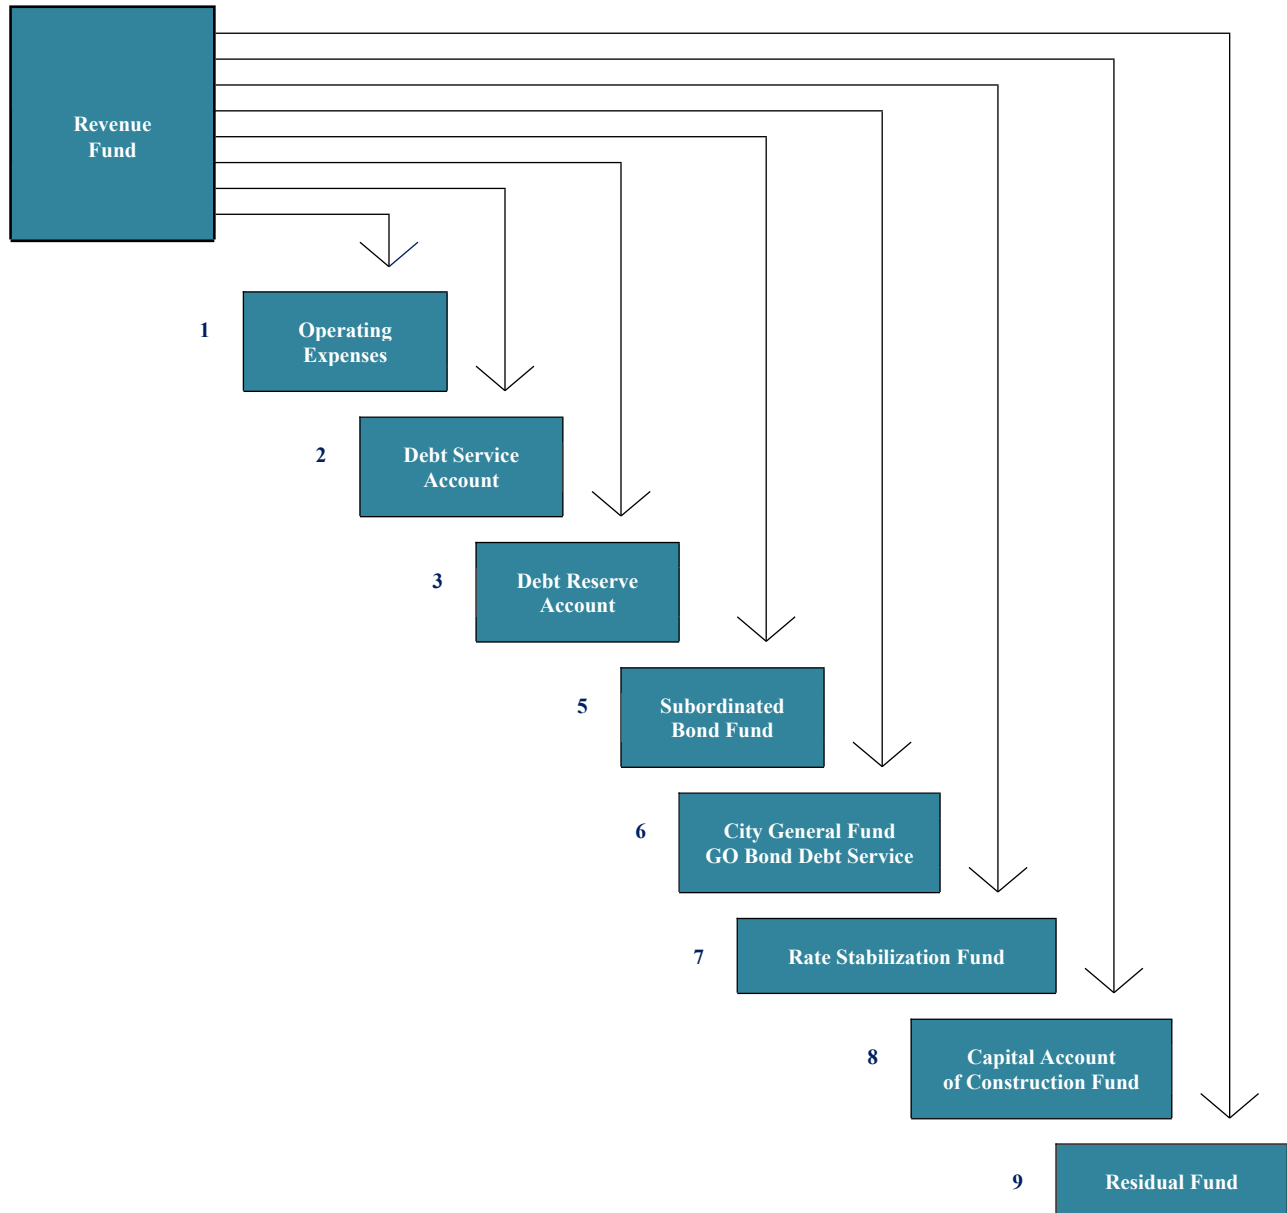 Revenue
Fund
1
Operating
Expenses
2
Debt Service
Account
3
Debt Reserve
Account
5
Subordinated
Bond Fund
6
City General Fund
GO Bond Debt Service
7
Rate Stabilization Fund
8
Capital Account
of Construction Fund
9
Residual Fund